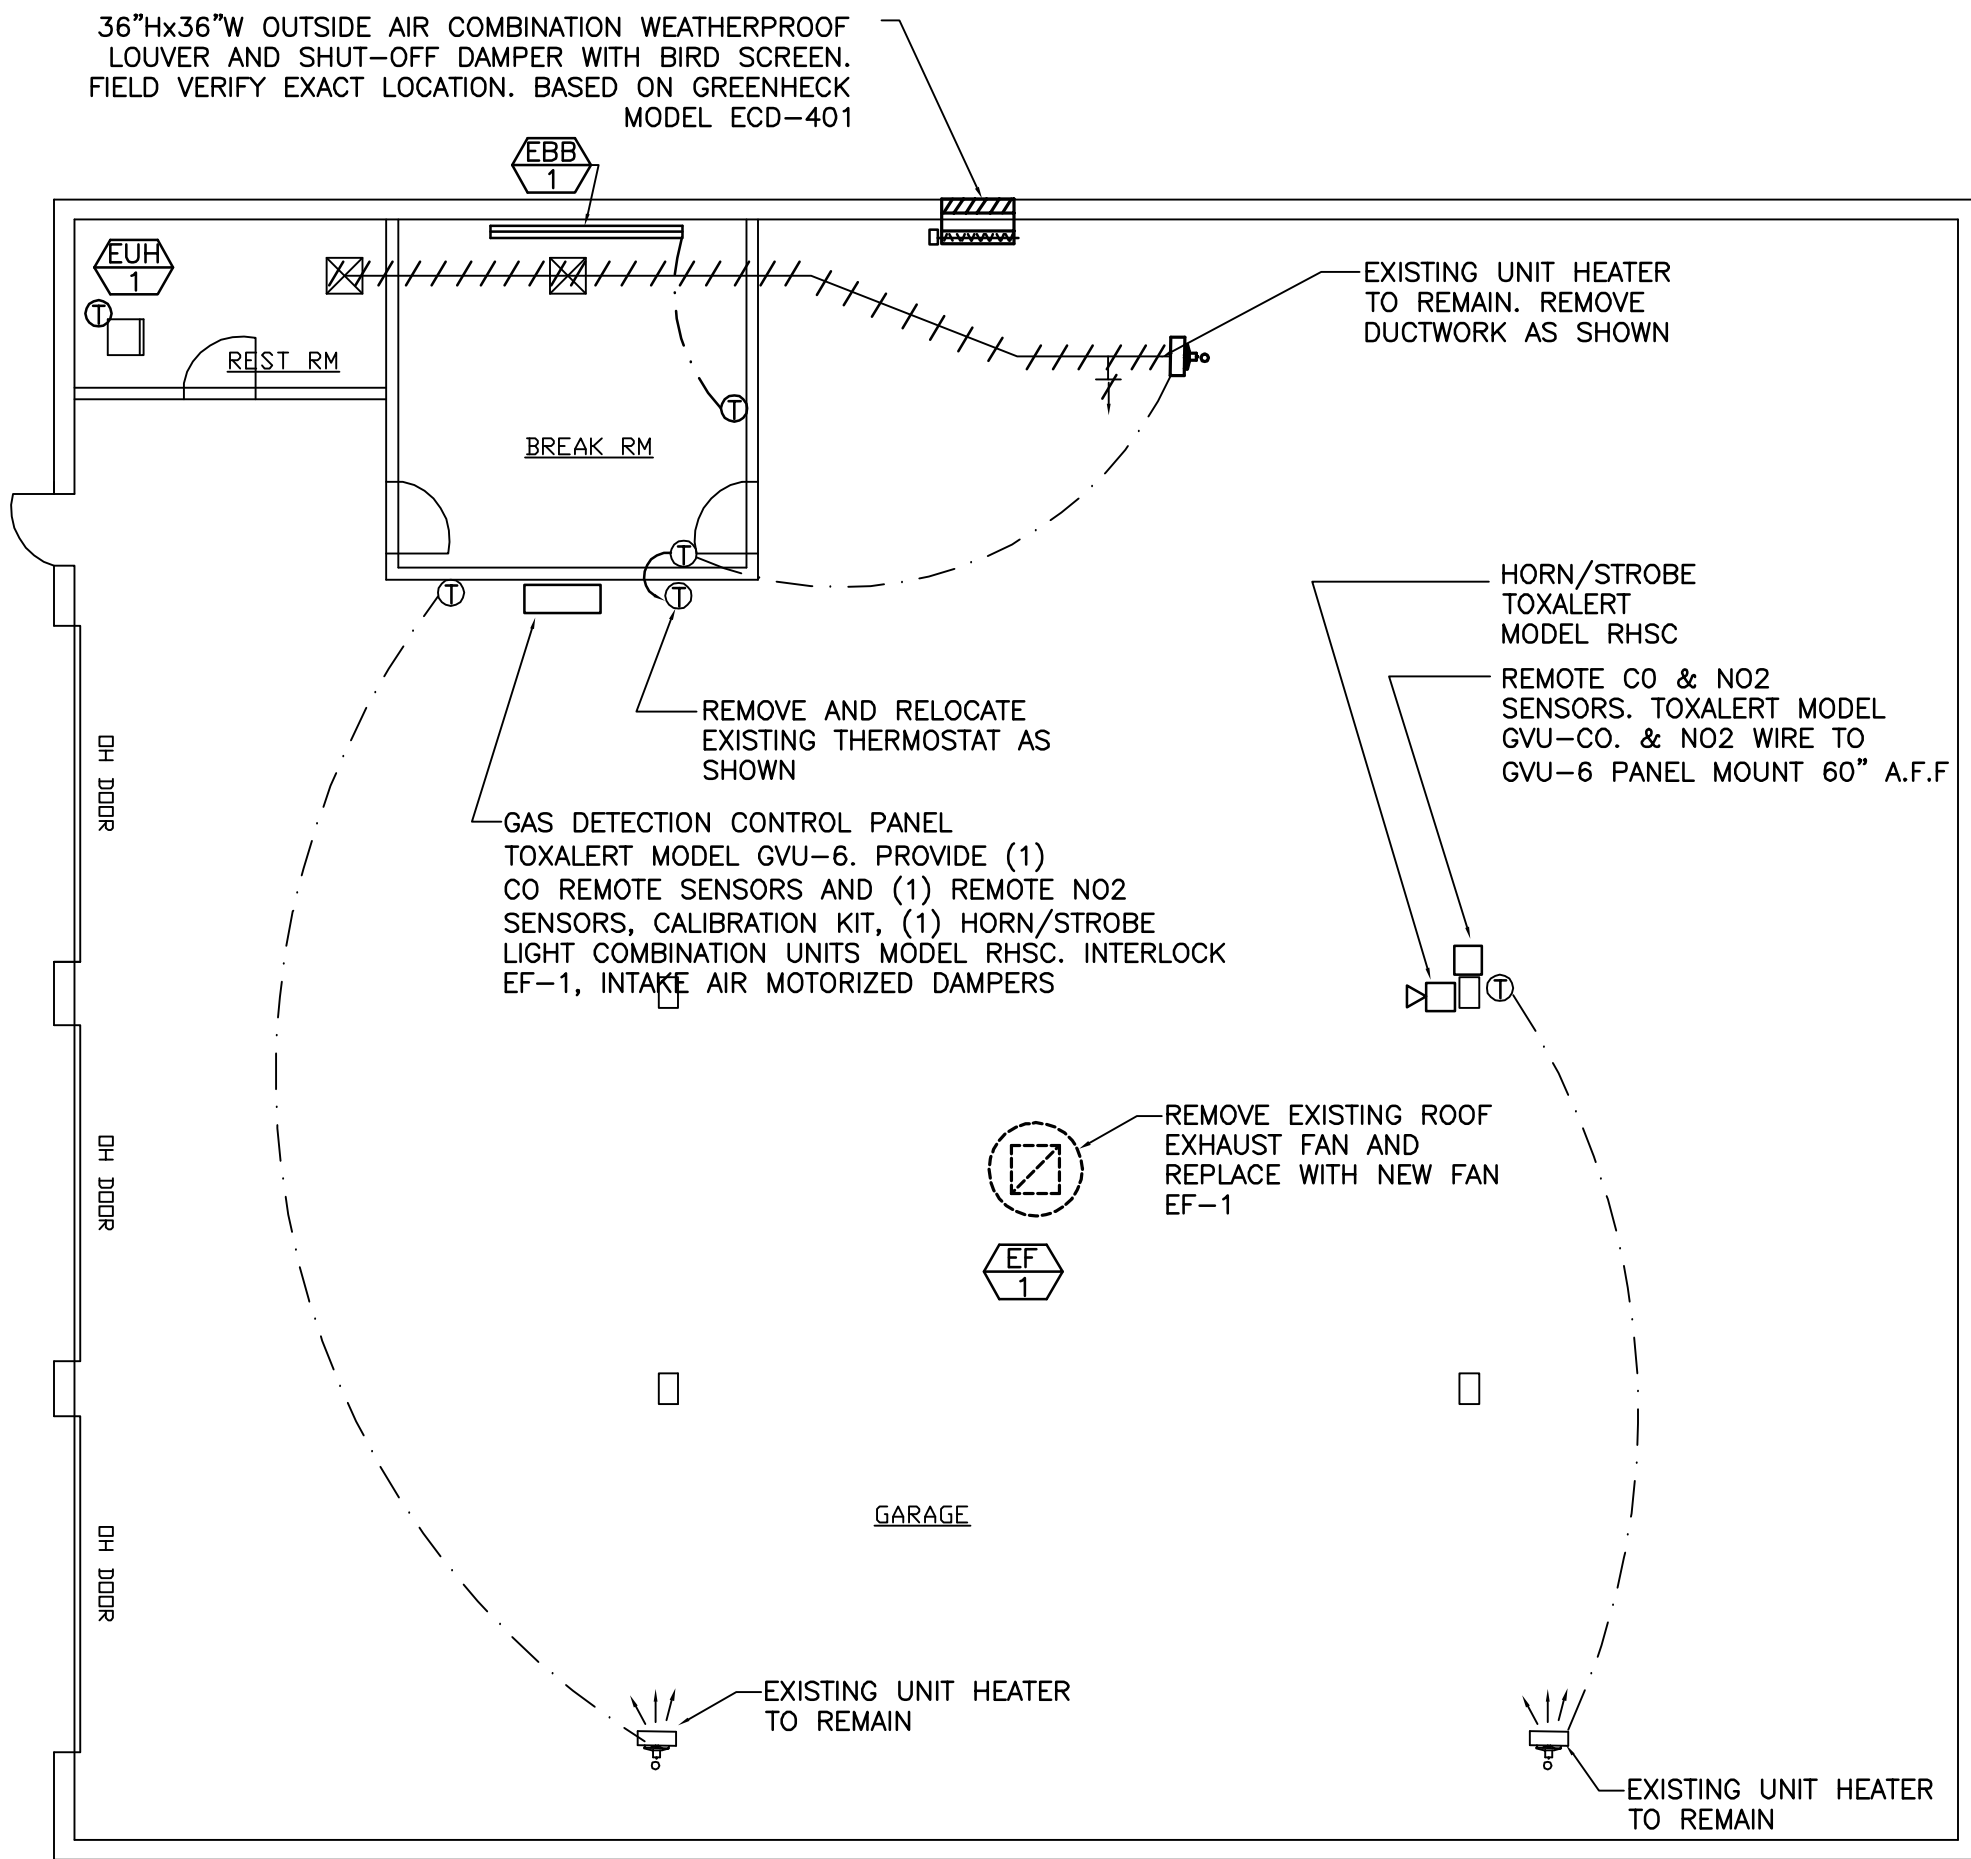 36"Hx36"W OUTSIDE AIR COMBINATION WEATHERPROOF
LOUVER AND SHUT-OFF DAMPER WITH BIRD SCREEN.
FIELD VERIFY EXACT LOCATION. BASED ON GREENHECK
MODEL ECD-401
EBB
1
EUH
1
T
REST RM
BREAK RM
T
EXISTING UNIT HEATER
TO REMAIN. REMOVE
DUCTWORK AS SHOWN
T
T
T
HORN/STROBE
TOXALERT
MODEL RHSC
REMOTE CO & NO2
SENSORS. TOXALERT MODEL
GVU-CO. & NO2 WIRE TO
GVU-6 PANEL MOUNT 60" A.F.F
REMOVE AND RELOCATE
EXISTING THERMOSTAT AS
SHOWN
OH DOOR
GAS DETECTION CONTROL PANEL
TOXALERT MODEL GVU-6. PROVIDE (1)
CO REMOTE SENSORS AND (1) REMOTE NO2
SENSORS, CALIBRATION KIT, (1) HORN/STROBE
LIGHT COMBINATION UNITS MODEL RHSC. INTERLOCK
EF-1, INTAKE AIR MOTORIZED DAMPERS
T
REMOVE EXISTING ROOF
EXHAUST FAN AND
REPLACE WITH NEW FAN
EF-1
OH DOOR
EF
1
GARAGE
OH DOOR
EXISTING UNIT HEATER
TO REMAIN
EXISTING UNIT HEATER
TO REMAIN